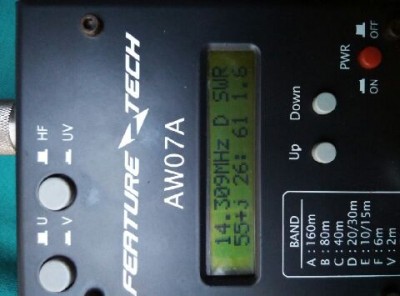 FEATURE TECH
AW07A
14.309MHz D SWR
55+J 26: 61 1.6
HF
UV
U
V
PWR
OFF
ON
Down
Up
BAND
A : 160m
B : 80m
C : 40m
D : 20/30m
E : 10/15m
F : 6m
V : 2m